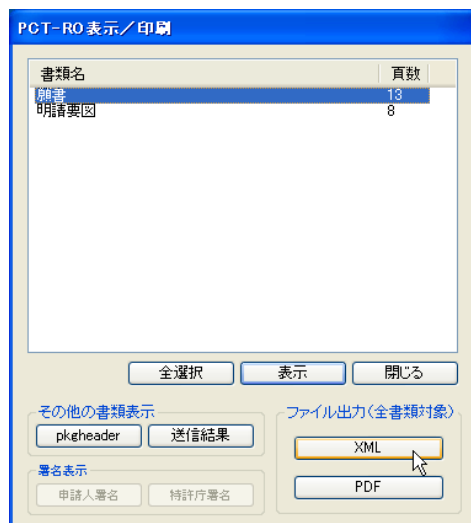 PCT-RO表示／印刷
書類名 頁数
願書 13
明請要図 8
全選択 表示 閉じる
その他の書類表示 ファイル出力(全書類対象)
pkgheader 送信結果 XML
署名表示
申請人署名 特許庁署名 PDF